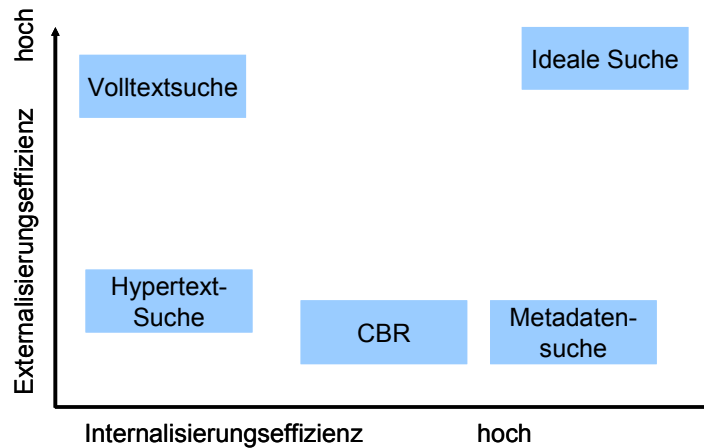 hoch
Externalisierungseffizienz
Volltextsuche
Ideale Suche
Hypertext-
Suche
CBR
Metadaten-
suche
Internalisierungseffizienz
hoch